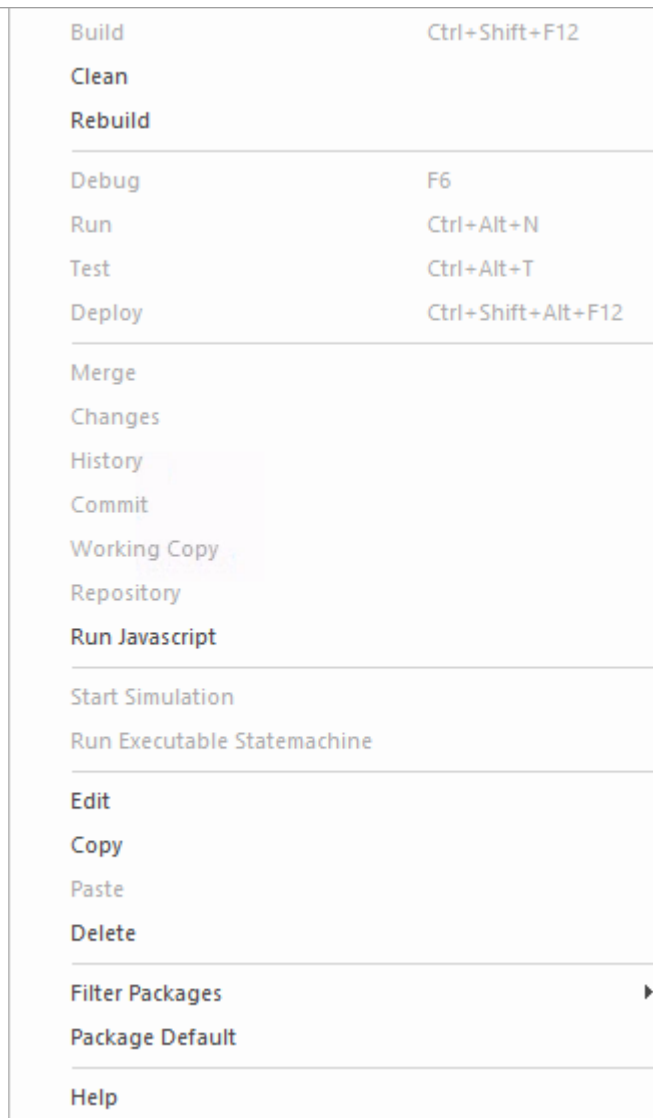 Build Ctrl+Shift+F12
Clean
Rebuild
Debug F6
Run Ctrl+Alt+N
Test Ctrl+Alt+T
Deploy Ctrl+Shift+Alt+F12
Merge
Changes
History
Commit
Working Copy
Repository
Run Javascript
Start Simulation
Run Executable Statemachine
Edit
Copy
Paste
Delete
Filter Packages
Package Default
Help